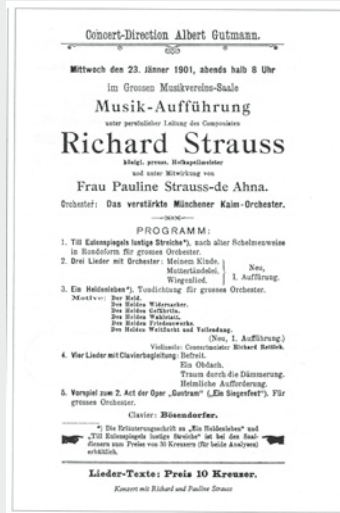 Concert-Direction Albert Gutmann.
Mittwoch den 23. Jänner 1901, abends halb 8 Uhr
im Grossen Musikvereins-Saale
Musik-Aufführung
unter persönlicher Leitung des Componisten
Richard Strauss
königl. preuss. Hofkapellmeister
und unter Mitwirkung von
Frau Pauline Strauss-de Ahna.
Orchester: Das verstärkte Münchener Kaim-Orchester.
PROGRAMM:
1. Till Eulenspiegels lustige Streiche*), nach alter Schelmenweise
in Rondoform für grosses Orchester.
2. Drei Lieder mit Orchester: Meinem Kinde.
Muttertändelei.
Wiegenlied.
Neu,
I. Auffürung.
3. Ein Heldenleben*). Tondichtung für grosses Orchester.
Motive: Der Held.
Des Helden Widersacher.
Des Helden Gefährtin.
Des Helden Wahlstatt.
Des Helden Friedenswerke.
Des Helden Weltflucht und Vollendung.
(Neu, I. Aufführung.)
Violinsolo: Concertmeister Richard
4. Vier Lieder mit Clavierbegleitung: Befreit.
Ein Obdach.
Traum durch die Dämmerung.
Heimliche Aufforderung.
5. Vorspiel zum 2. Act der Oper „Guntram" („Ein Siegenfest"). Für
grosses Orchester.
Clavier: Bösendorfer.
*) Die Erläuterungsschrift zu „Ein Heldenleben" und
„Till Eulenspiegels lustige Streiche" ist bei den Saal-
dienern zum Preise von 30 Kreuzern (für beide Analysen)
erhältlich.
Lieder-Texte: Preis 10 Kreuzer.
Konzert mit Richard und Pauline Strauss